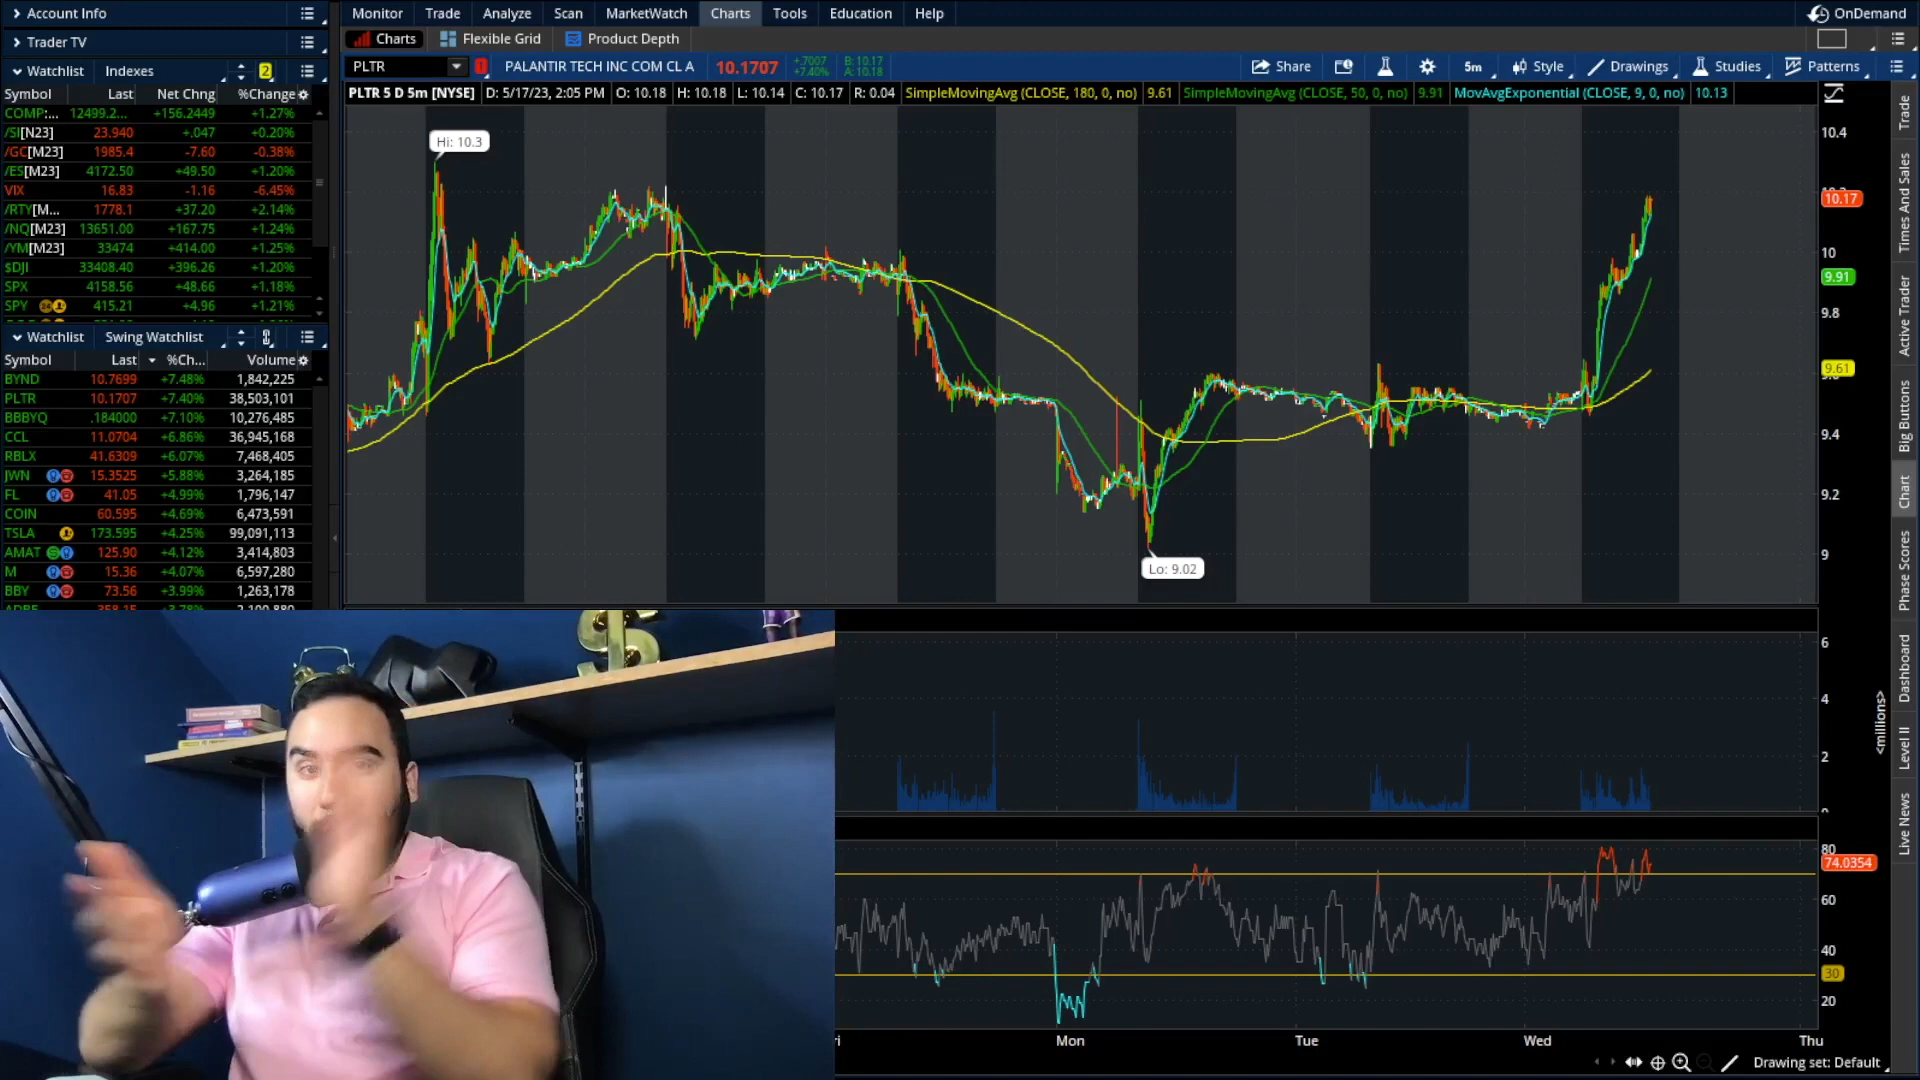 Account Info
Monitor Trade Analyze Scan MarketWatch Charts Tools Education Help
OnDemand
Trader TV
Charts Flexible Grid Product Depth
Watchlist Indexes 2
PLTR PALANTIR TECH INC COM CL A 10.1707 +.7007 +7.40% B: 10.17 A: 10.18
Share 5m Style Drawings Studies Patterns
Symbol Last Net Chng %Change
PLTR 5 D 5m [NYSE] D: 5/17/23, 2:05 PM O: 10.18 H: 10.18 L: 10.14 C: 10.17 R: 0.04 SimpleMovingAvg (CLOSE, 180, 0, no) 9.61 SimpleMovingAvg (CLOSE, 50, 0, no) 9.91 MovAvgExponential (CLOSE, 9, 0, no) 10.13
COMP:... 12499.2... +156.2449 +1.27%
/SI[N23] 23.940 +.047 +0.20%
/GC[M23] 1985.4 -7.60 -0.38%
/ES[M23] 4172.50 +49.50 +1.20%
VIX 16.83 -1.16 -6.45%
/RTY[M... 1778.1 +37.20 +2.14%
/NQ[M23] 13651.00 +167.75 +1.24%
/YM[M23] 33474 +414.00 +1.25%
$DJI 33408.40 +396.26 +1.20%
SPX 4158.56 +48.66 +1.18%
SPY 415.21 +4.96 +1.21%
Watchlist Swing Watchlist
Symbol Last %Ch... Volume
BYND 10.7699 +7.48% 1,842,225
PLTR 10.1707 +7.40% 38,503,101
BBBYQ .184000 +7.10% 10,276,485
CCL 11.0704 +6.86% 36,945,168
RBLX 41.6309 +6.07% 7,468,405
JWN 15.3525 +5.88% 3,264,185
FL 41.05 +4.99% 1,796,147
COIN 60.595 +4.69% 6,473,591
TSLA 173.595 +4.25% 99,091,113
AMAT 125.90 +4.12% 3,414,803
M 15.36 +4.07% 6,597,280
BBY 73.56 +3.99% 1,263,178
Hi: 10.3
Lo: 9.02
10.4
10.17
10
9.91
9.8
9.61
9.4
9.2
9
6
4
2
<millions>
80
74.0354
60
40
30
20
Mon Tue Wed Thu
Drawing set: Default
Trade
Times And Sales
Active Trader
Big Buttons
Chart
Phase Scores
Dashboard
Level II
Live News